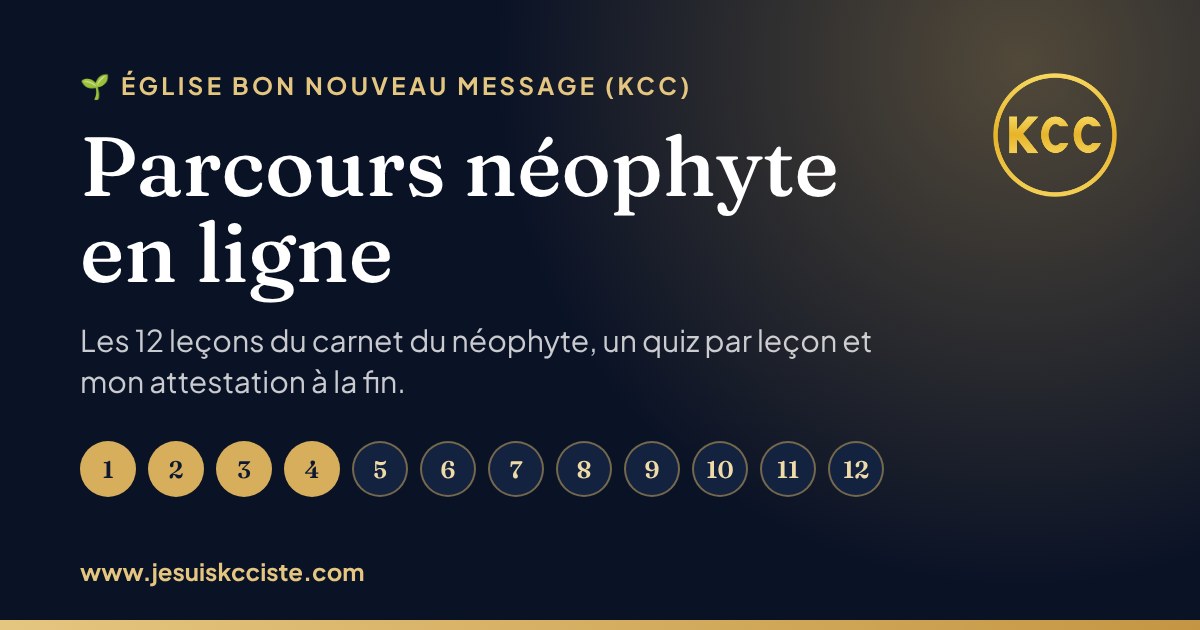 🌱 ÉGLISE BON NOUVEAU MESSAGE (KCC)
KCC
Parcours néophyte
en ligne
Les 12 leçons du carnet du néophyte, un quiz par leçon et
mon attestation à la fin.
1 2 3 4 5 6 7 8 9 10 11 12
www.jesuiskcciste.com